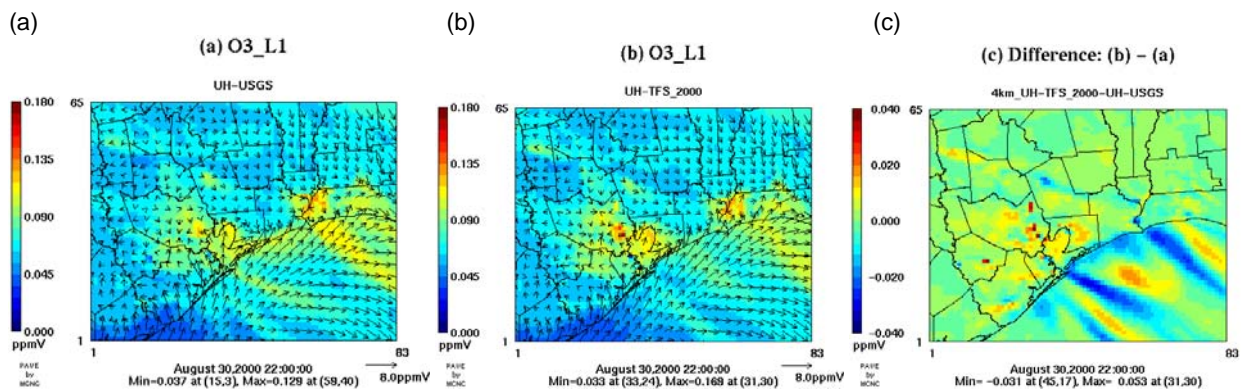 (a)
(a) O3_L1
UH-USGS
0.180
0.135
0.090
0.045
0.000
ppmV
65
1
1
83
PAVE
by
MCNC
August 30,2000 22:00:00
Min=0.037 at (15,3), Max=0.129 at (59,40)
8.0ppmV
(b)
(b) O3_L1
UH-TFS_2000
0.180
0.135
0.090
0.045
0.000
ppmV
65
1
1
83
PAVE
by
MCNC
August 30,2000 22:00:00
Min=0.033 at (33,24), Max=0.169 at (31,30)
8.0ppmV
(c)
(c) Difference: (b) – (a)
4km_UH-TFS_2000-UH-USGS
0.040
0.020
0.000
-0.020
-0.040
ppmV
65
1
1
83
PAVE
by
MCNC
August 30,2000 22:00:00
Min= -0.031 at (45,17), Max= 0.053 at (31,30)